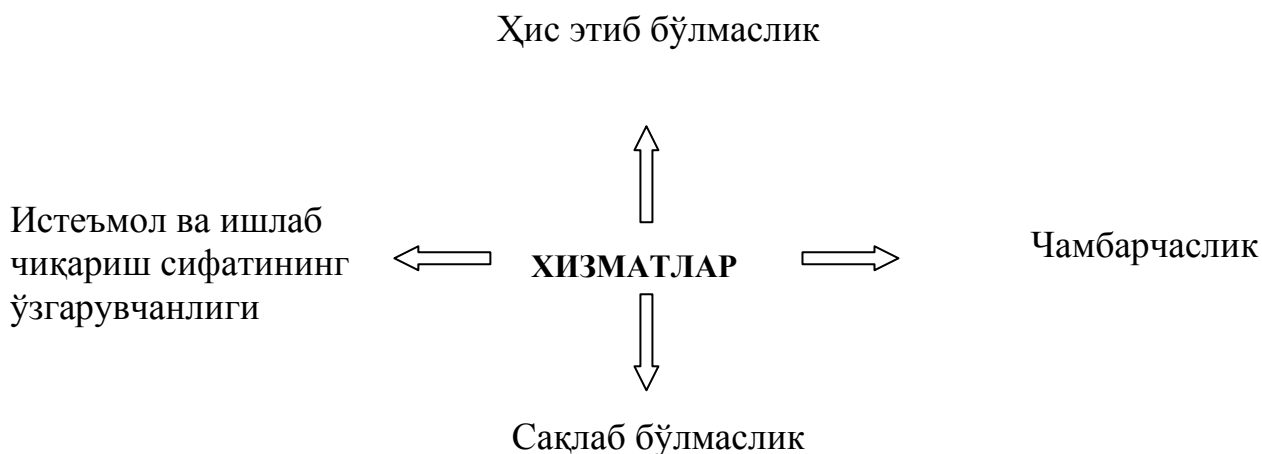 Ҳис этиб бўлмаслик
Истеъмол ва ишлаб
чиқариш сифатининг
ўзгарувчанлиги
ХИЗМАТЛАР
Чамбарчаслик
Сақлаб бўлмаслик